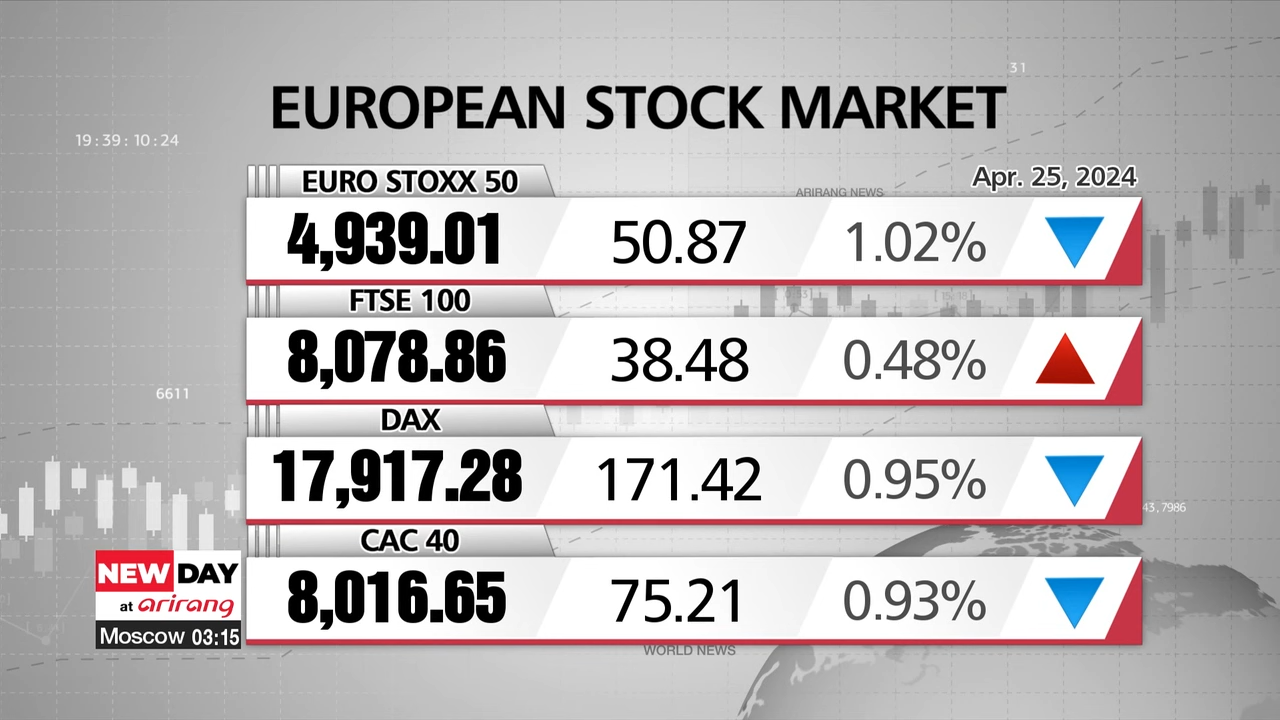 31
EUROPEAN STOCK MARKET
19:39:10:24
EURO STOXX 50
Apr. 25, 2024
ARIRANG NEWS
4,939.01 50.87 1.02%
FTSE 100
8,078.86 38.48 0.48%
6611
DAX
17,917.28 171.42 0.95%
43,7986
CAC 40
8,016.65 75.21 0.93%
NEW DAY
at arirang
Moscow 03:15
WORLD NEWS